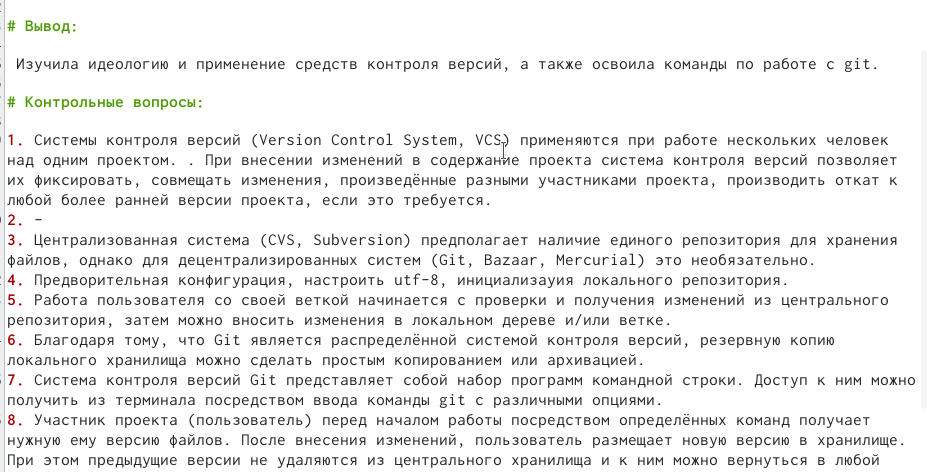 # Вывод:
Изучила идеологию и применение средств контроля версий, а также освоила команды по работе с git.
# Контрольные вопросы:
1. Системы контроля версий (Version Control System, VCS) применяются при работе нескольких человек
над одним проектом. . При внесении изменений в содержание проекта система контроля версий позволяет
их фиксировать, совмещать изменения, произведённые разными участниками проекта, производить откат к
любой более ранней версии проекта, если это требуется.
2. -
3. Централизованная система (CVS, Subversion) предполагает наличие единого репозитория для хранения
файлов, однако для децентрализированных систем (Git, Bazaar, Mercurial) это необязательно.
4. Предворительная конфигурация, настроить utf-8, инициализауия локального репозитория.
5. Работа пользователя со своей веткой начинается с проверки и получения изменений из центрального
репозитория, затем можно вносить изменения в локальном дереве и/или ветке.
6. Благодаря тому, что Git является распределённой системой контроля версий, резервную копию
локального хранилища можно сделать простым копированием или архивацией.
7. Система контроля версий Git представляет собой набор программ командной строки. Доступ к ним можно
получить из терминала посредством ввода команды git с различными опциями.
8. Участник проекта (пользователь) перед началом работы посредством определённых команд получает
нужную ему версию файлов. После внесения изменений, пользователь размещает новую версию в хранилище.
При этом предыдущие версии не удаляются из центрального хранилища и к ним можно вернуться в любой